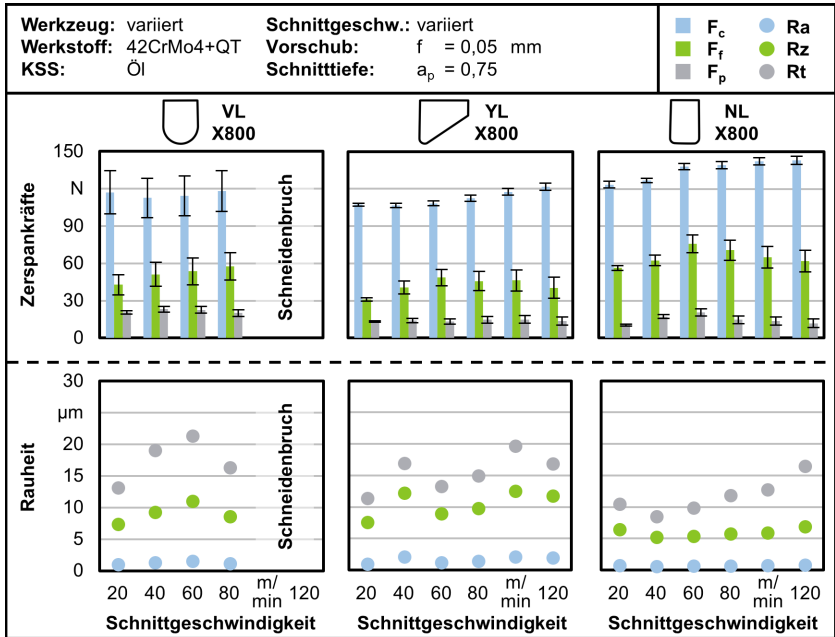 Werkzeug: variiert Schnittgeschw.: variiert
Werkstoff: 42CrMo4+QT Vorschub: f = 0,05 mm
KSS: Öl Schnitttiefe: ap = 0,75
Fc Ra
Ff Rz
Fp Rt
VL
X800
YL
X800
NL
X800
Zerspankräfte
150
N
90
60
30
0
Schneidenbruch
Rauheit
30
µm
20
15
10
5
0
Schneidenbruch
20 40 60 80 m/min 120
20 40 60 80 m/min 120
20 40 60 80 m/min 120
Schnittgeschwindigkeit
Schnittgeschwindigkeit
Schnittgeschwindigkeit